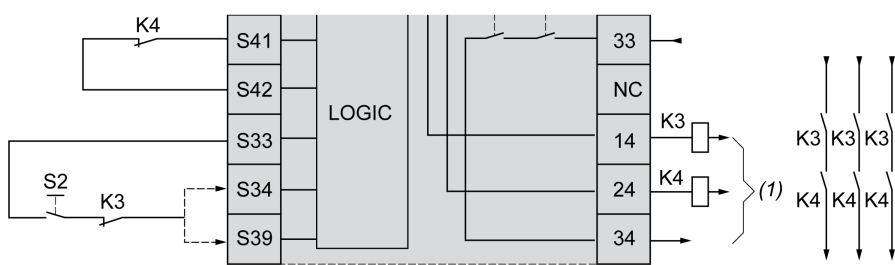 K4
S41
S42
S33
S34
S39
S2
K3
LOGIC
33
NC
14
24
34
K3
K4
(1)
K3 K3 K3
K4 K4 K4